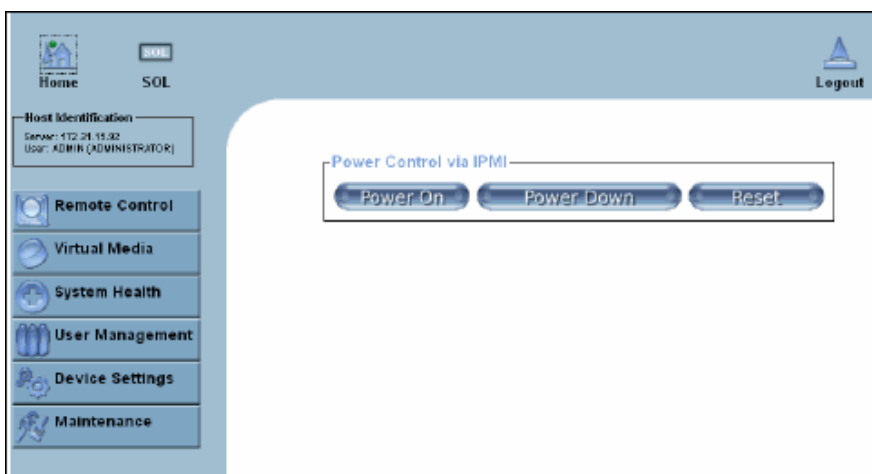 SOL
Home
SOL
Logout
Host Identification
Server: 172.21.15.92
User: ADMIN (ADMINISTRATOR)
Power Control via IPMI
Power On
Power Down
Reset
Remote Control
Virtual Media
System Health
User Management
Device Settings
Maintenance